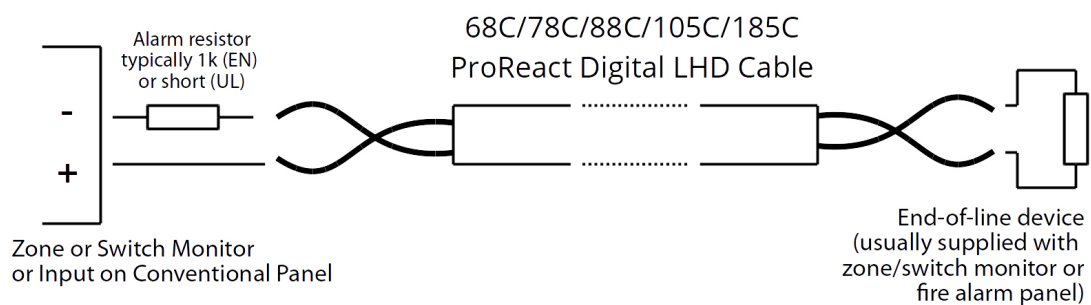 68C/78C/88C/105C/185C
ProReact Digital LHD Cable
Alarm resistor
typically 1k (EN)
or short (UL)
-
+
Zone or Switch Monitor
or Input on Conventional Panel
End-of-line device
(usually supplied with
zone/switch monitor or
fire alarm panel)